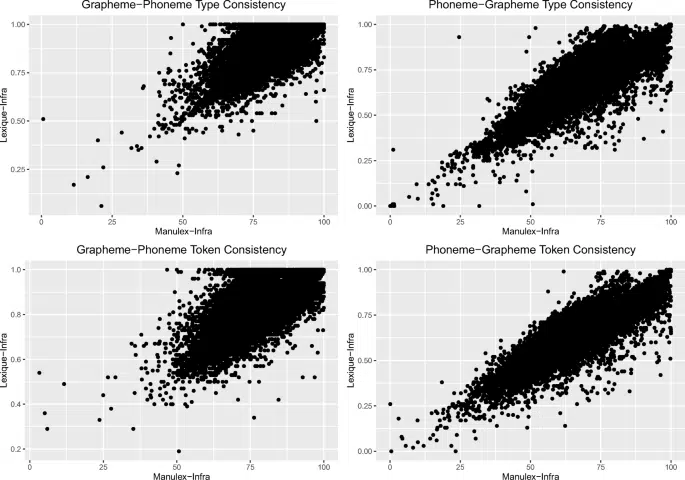 Grapheme−Phoneme Type Consistency
1.00
0.75
0.50
0.25
Lexique−Infra
0 25 50 75 100
Manulex−Infra
Phoneme−Grapheme Type Consistency
1.00
0.75
0.50
0.25
0.00
Lexique−Infra
0 25 50 75 100
Manulex−Infra
Grapheme−Phoneme Token Consistency
1.0
0.8
0.6
0.4
0.2
Lexique−Infra
0 25 50 75 100
Manulex−Infra
Phoneme−Grapheme Token Consistency
1.00
0.75
0.50
0.25
0.00
Lexique−Infra
0 25 50 75 100
Manulex−Infra